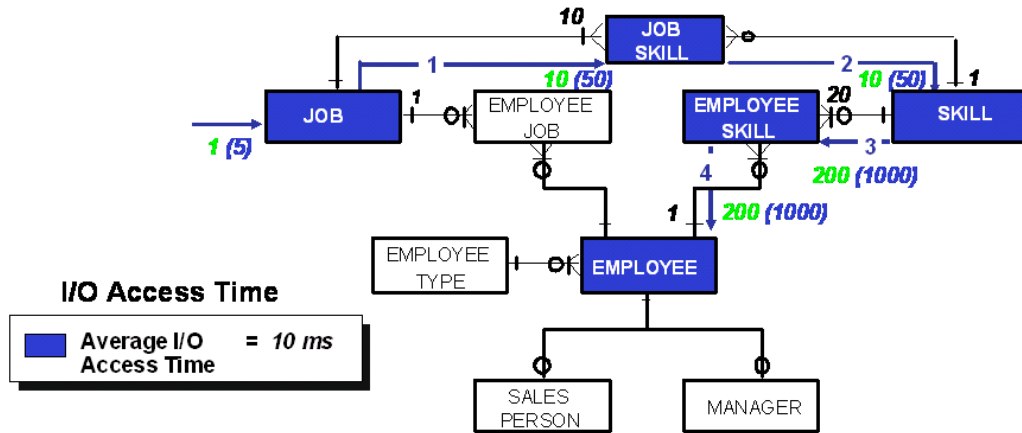 10
JOB
SKILL
1
2
10 (50)
10 (50)
1
JOB
1
EMPLOYEE
JOB
EMPLOYEE
SKILL
20
SKILL
1 (5)
3
4
200 (1000)
1
200 (1000)
EMPLOYEE
TYPE
EMPLOYEE
I/O Access Time
Average I/O = 10 ms
Access Time
SALES
PERSON
MANAGER